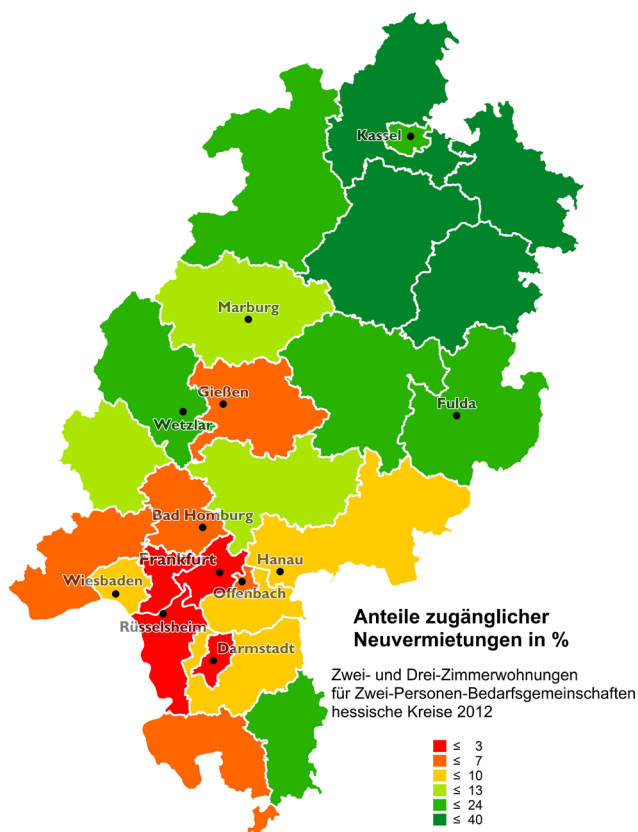 Kassel
Marburg
Gießen
Fulda
Wetzlar
Bad Homburg
Frankfurt
Hanau
Wiesbaden
Offenbach
Rüsselsheim
Darmstadt
Anteile zugänglicher
Neuvermietungen in %
Zwei- und Drei-Zimmerwohnungen
für Zwei-Personen-Bedarfsgemeinschaften
hessische Kreise 2012
≤ 3
≤ 7
≤ 10
≤ 13
≤ 24
≤ 40